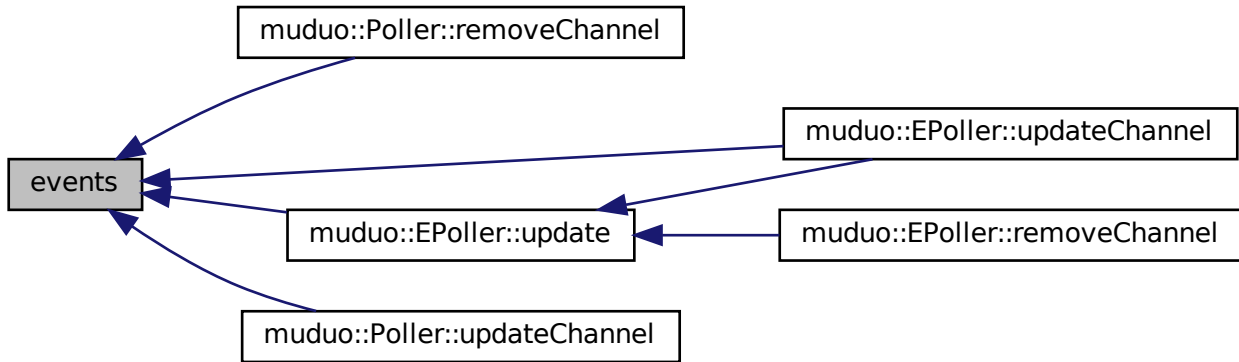 muduo::Poller::removeChannel
muduo::EPoller::updateChannel
events
muduo::EPoller::update
muduo::EPoller::removeChannel
muduo::Poller::updateChannel